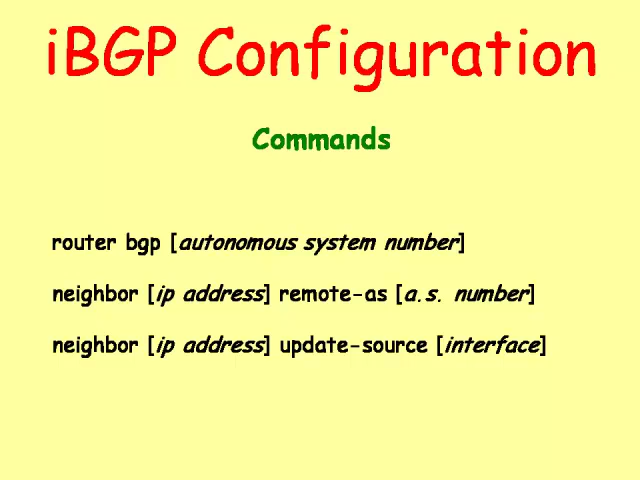 iBGP Configuration
Commands
router bgp [autonomous system number]
neighbor [ip address] remote-as [a.s. number]
neighbor [ip address] update-source [interface]